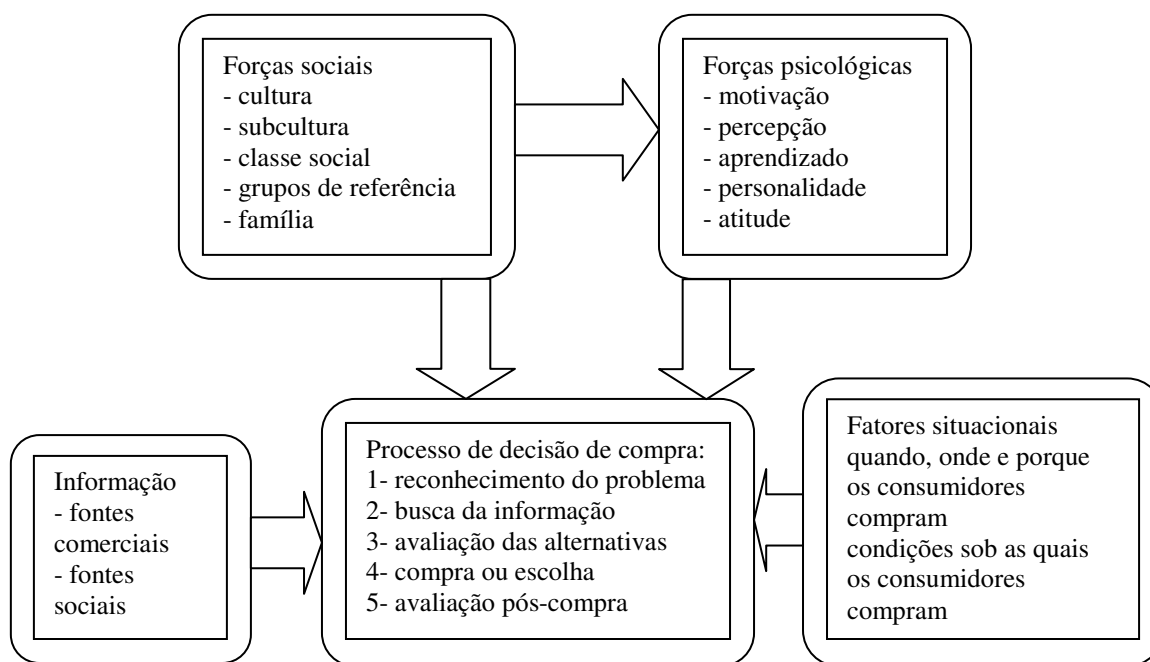 Forças sociais
- cultura
- subcultura
- classe social
- grupos de referência
- família
Forças psicológicas
- motivação
- percepção
- aprendizado
- personalidade
- atitude
Informação
- fontes
comerciais
- fontes
sociais
Processo de decisão de compra:
1- reconhecimento do problema
2- busca da informação
3- avaliação das alternativas
4- compra ou escolha
5- avaliação pós-compra
Fatores situacionais
quando, onde e porque
os consumidores
compram
condições sob as quais
os consumidores
compram